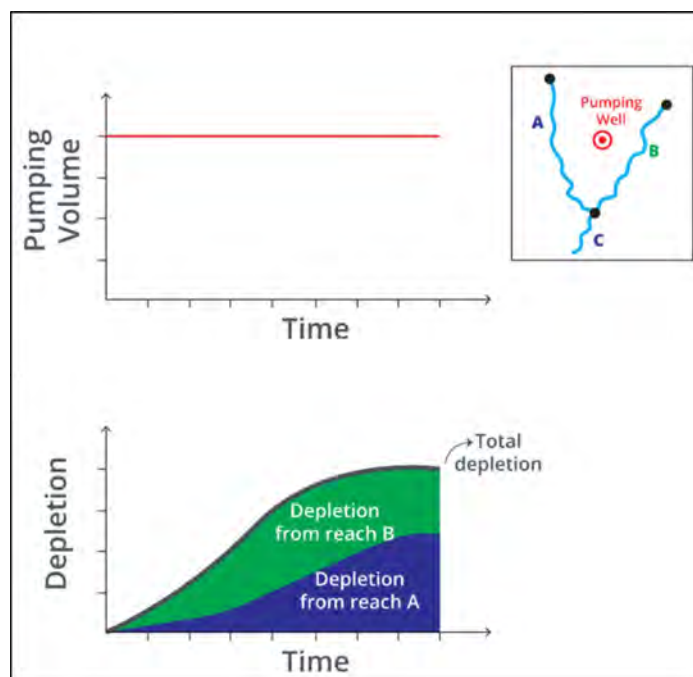 Pumping
Volume
Time
Pumping
Well
A
B
C
Depletion
Time
Total
depletion
Depletion
from reach B
Depletion
from reach A